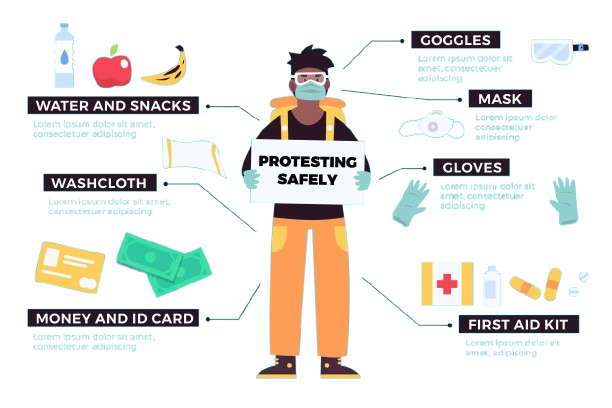 GOGGLES
Lorem ipsum dolor sit
amet, consectetuer
adipiscing
WATER AND SNACKS
Lorem ipsum dolor sit amet,
consectetuer adipiscing
MASK
Lorem ipsum dolor
consectetuer
adipiscing
PROTESTING
SAFELY
WASHCLOTH
Lorem ipsum dolor sit amet,
consectetuer adipiscing
GLOVES
Lorem ipsum dolor sit
amet, consectetuer
adipiscing
MONEY AND ID CARD
Lorem ipsum dolor sit amet,
consectetuer adipiscing
FIRST AID KIT
Lorem ipsum dolor sit
amet, adipiscing